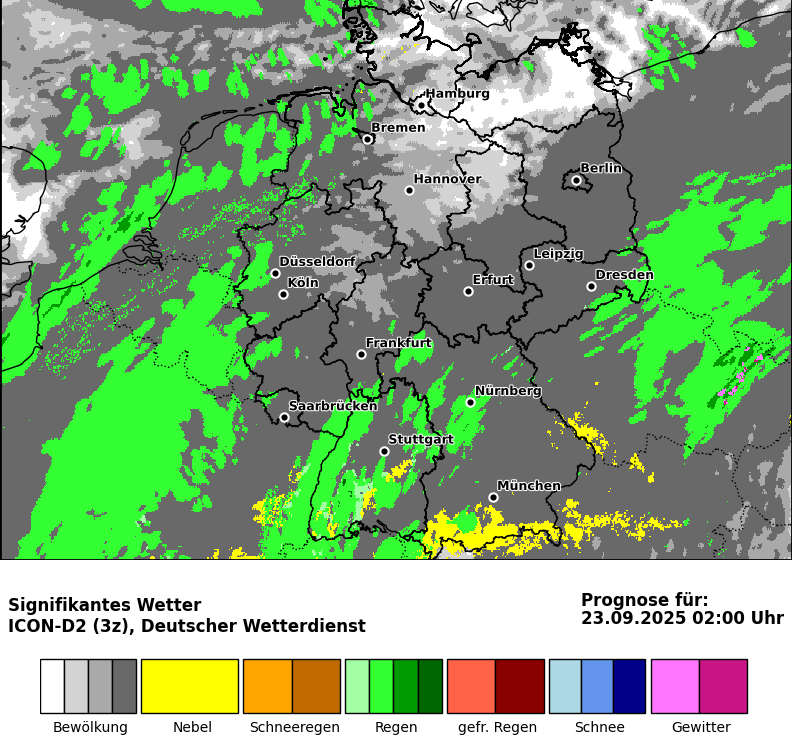 Hamburg
Bremen
Berlin
Hannover
Leipzig
Düsseldorf
Dresden
Köln
Erfurt
Frankfurt
Nürnberg
Saarbrücken
Stuttgart
München
Signifikantes Wetter
ICON-D2 (3z), Deutscher Wetterdienst
Prognose für:
23.09.2025 02:00 Uhr
Bewölkung Nebel Schneeregen Regen gefr. Regen Schnee Gewitter